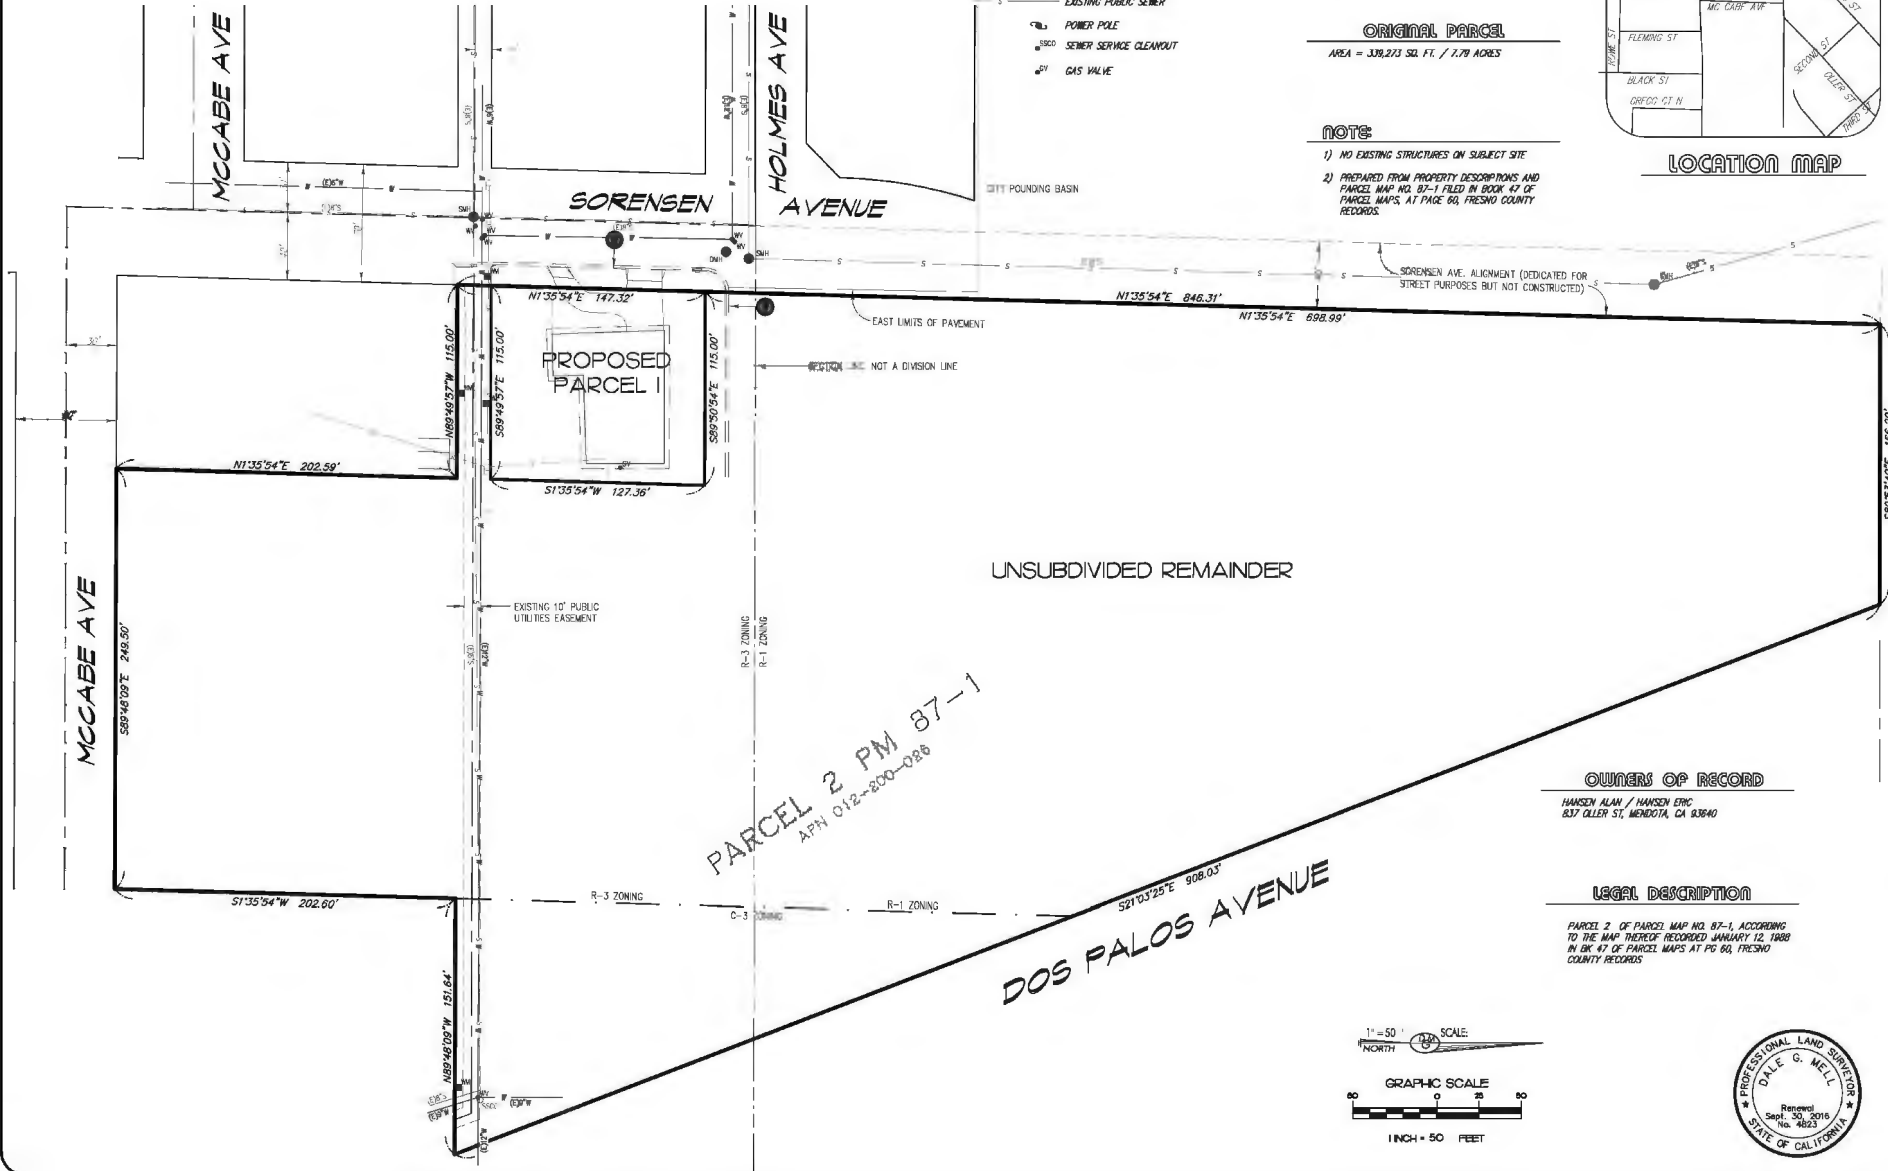 EXISTING PUBLIC SEWER
POWER POLE
SSCO SEWER SERVICE CLEANOUT
GV GAS VALVE
ORIGINAL PARCEL
AREA = 339,273 SQ. FT. / 7.79 ACRES
NOTE:
1) NO EXISTING STRUCTURES ON SUBJECT SITE
2) PREPARED FROM PROPERTY DESCRIPTIONS AND
PARCEL MAP NO. 87-1 FILED IN BOOK 47 OF
PARCEL MAPS, AT PAGE 60, FRESNO COUNTY
RECORDS.
MC CABE AVE
FLEMING ST
BLACK ST
GREGG CT N
SECOND ST
OLLER ST
THIRD ST
LOCATION MAP
MCCABE AVE
HOLMES AVE
SORENSEN AVENUE
POUNDING BASIN
SORENSEN AVE. ALIGNMENT (DEDICATED FOR
STREET PURPOSES BUT NOT CONSTRUCTED)
N1°35'54"E 147.32'
N1°35'54"E 846.31'
N1°35'54"E 698.99'
EAST LIMITS OF PAVEMENT
NOT A DIVISION LINE
N89°49'57"W 115.00'
S89°49'57"E 115.00'
PROPOSED
PARCEL 1
S89°50'54"E 115.00'
N1°35'54"E 202.59'
S1°35'54"W 127.36'
UNSUBDIVIDED REMAINDER
EXISTING 10' PUBLIC
UTILITIES EASEMENT
R-3 ZONING
R-1 ZONING
MCCABE AVE
S89°48'09"E 249.50'
PARCEL 2 PM 87-1
APN 012-200-026
OWNERS OF RECORD
HANSEN ALAN / HANSEN ERIC
837 OLLER ST, MENDOTA, CA 93640
S1°35'54"W 202.60'
R-3 ZONING
C-3 ZONING
R-1 ZONING
S21°03'25"E 908.03'
DOS PALOS AVENUE
LEGAL DESCRIPTION
PARCEL 2 OF PARCEL MAP NO. 87-1, ACCORDING
TO THE MAP THEREOF RECORDED JANUARY 12, 1988
IN BK 47 OF PARCEL MAPS AT PG 60, FRESNO
COUNTY RECORDS
N89°48'09"W 151.64'
1"=50' SCALE:
NORTH
GRAPHIC SCALE
50 0 25 50
1 INCH = 50 FEET
PROFESSIONAL LAND SURVEYOR
DALE G. MELL
Renewal
Sept. 30, 2016
No. 4823
STATE OF CALIFORNIA